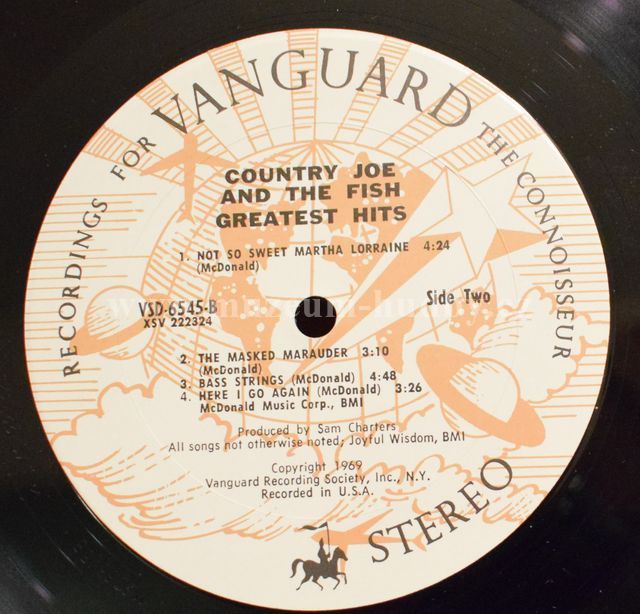 RECORDINGS FOR VANGUARD THE CONNOISSEUR
COUNTRY JOE
AND THE FISH
GREATEST HITS
1. NOT SO SWEET MARTHA LORRAINE 4:24
(McDonald)
VSD-6545-B
XSV 222324
Side Two
2. THE MASKED MARAUDER 3:10
(McDonald)
3. BASS STRINGS (McDonald) 4:48
4. HERE I GO AGAIN (McDonald) 3:26
McDonald Music Corp., BMI
Produced by Sam Charters
All songs not otherwise noted; Joyful Wisdom, BMI
Copyright 1969
Vanguard Recording Society, Inc., N.Y.
Recorded in U.S.A.
STEREO